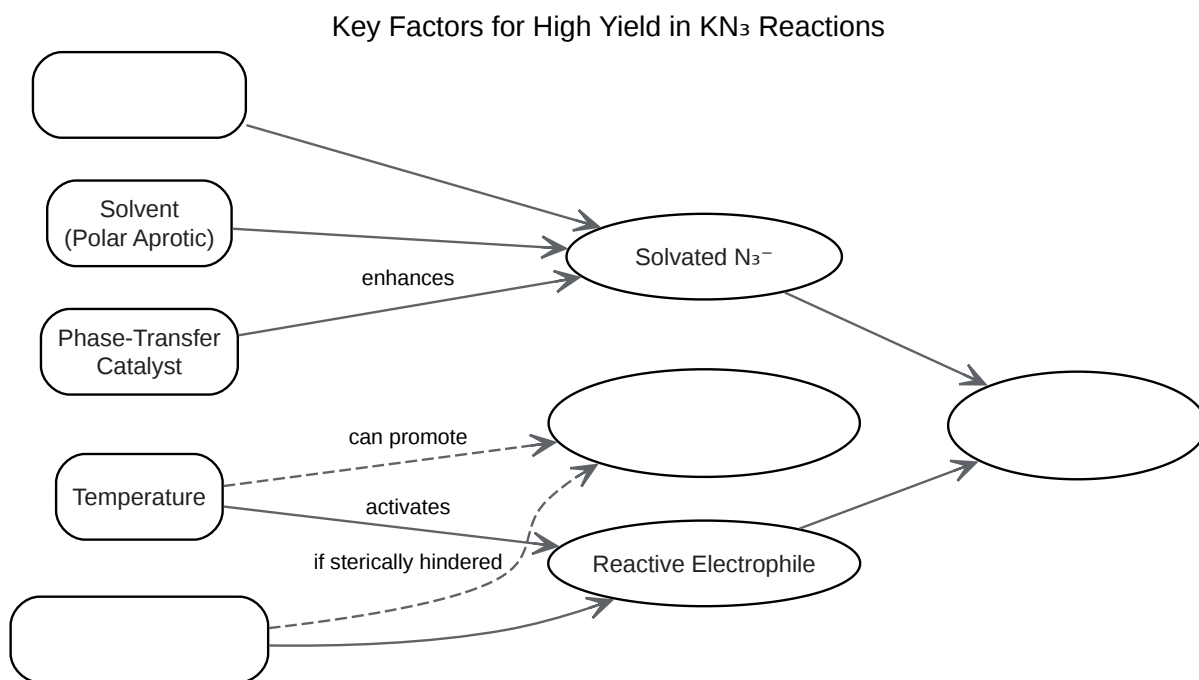 Key Factors for High Yield in KN₃ Reactions
Solvent
(Polar Aprotic)
Solvated N₃⁻
enhances
Phase-Transfer
Catalyst
can promote
Temperature
activates
if sterically hindered
Reactive Electrophile